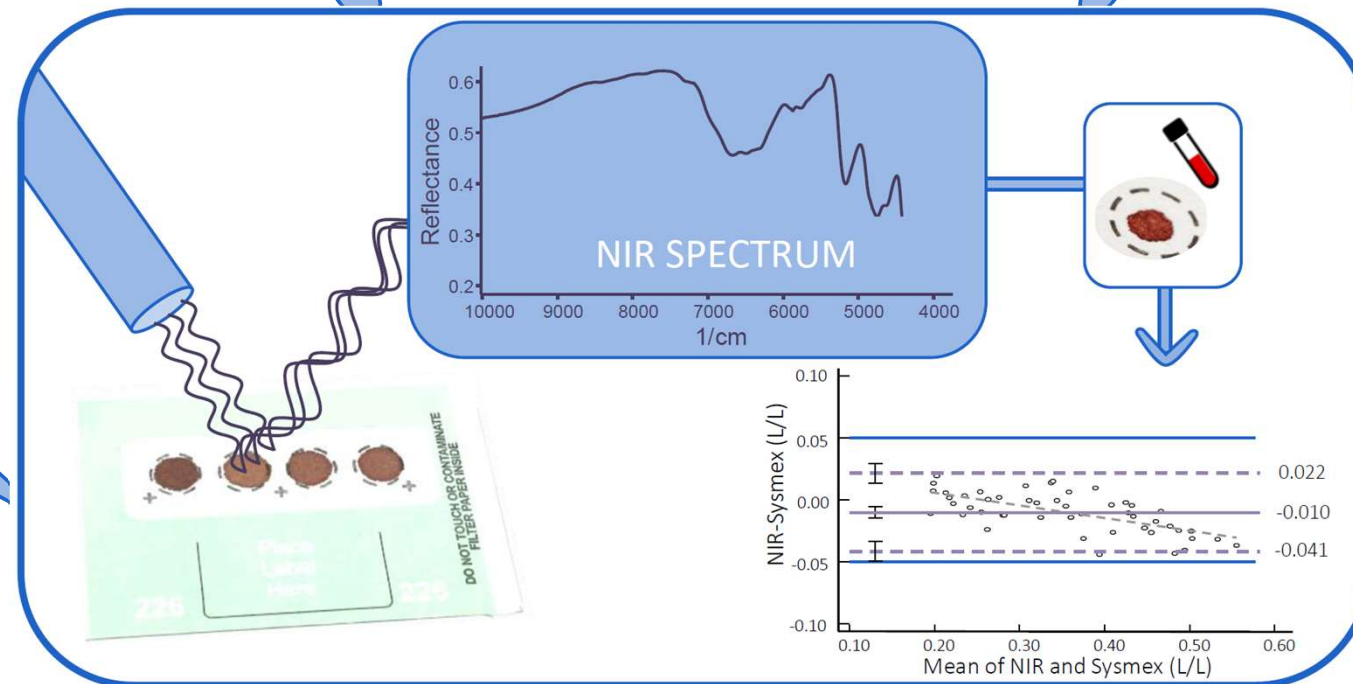 0.6
0.5
0.4
0.3
0.2
Reflectance
NIR SPECTRUM
10000 9000 8000 7000 6000 5000 4000
1/cm
DO NOT TOUCH OR CONTAMINATE
FILTER PAPER INSIDE
Place
Label
Here
226 226
0.10
0.05
0.00
-0.05
-0.10
NIR-Sysmex (L/L)
0.022
-0.010
-0.041
0.10 0.20 0.30 0.40 0.50 0.60
Mean of NIR and Sysmex (L/L)